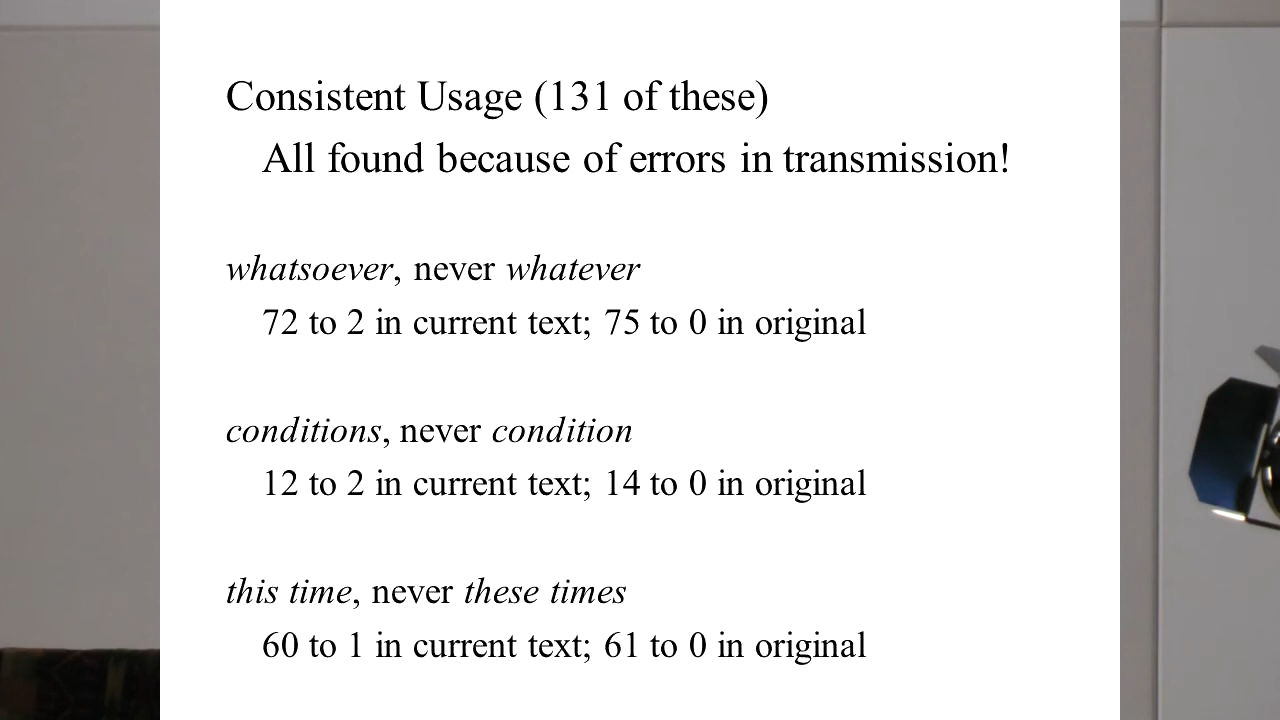 Consistent Usage (131 of these)
All found because of errors in transmission!
whatsoever, never whatever
72 to 2 in current text; 75 to 0 in original
conditions, never condition
12 to 2 in current text; 14 to 0 in original
this time, never these times
60 to 1 in current text; 61 to 0 in original